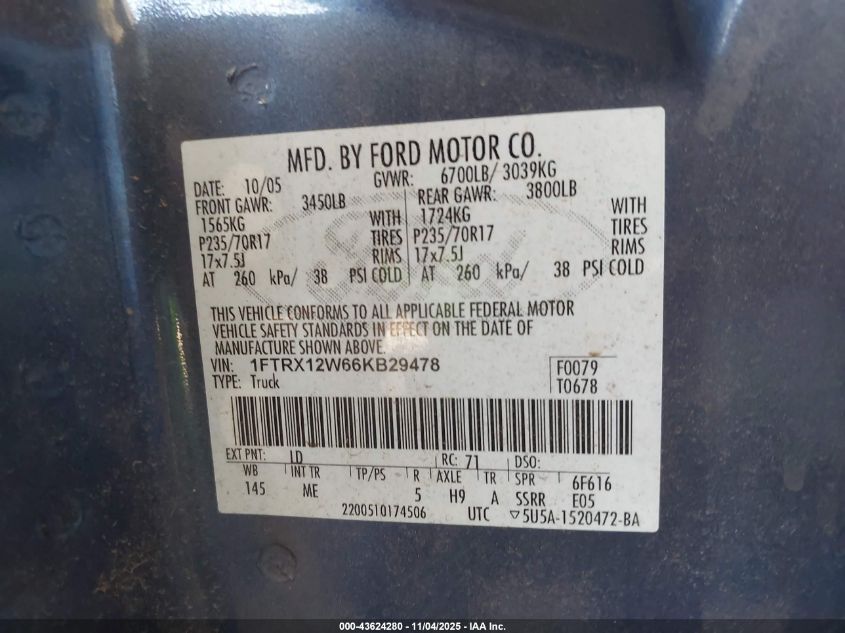 MFD. BY FORD MOTOR CO.
DATE: 10/05 GVWR: 6700LB/ 3039KG
FRONT GAWR: 3450LB REAR GAWR: 3800LB
1565KG WITH 1724KG WITH
P235/70R17 TIRES P235/70R17 TIRES
17x7.5J RIMS 17x7.5J RIMS
AT 260 kPa/ 38 PSI COLD AT 260 kPa/ 38 PSI COLD
THIS VEHICLE CONFORMS TO ALL APPLICABLE FEDERAL MOTOR
VEHICLE SAFETY STANDARDS IN EFFECT ON THE DATE OF
MANUFACTURE SHOWN ABOVE.
VIN: 1FTRX12W66KB29478 F0079
TYPE: Truck T0678
EXT PNT: LD RC: 71 DSO:
WB INT TR TP/PS R AXLE TR SPR 6F616
145 ME 5 H9 A SSRR E05
2200510174506 UTC ▽5U5A-1520472-BA
000-43624280 - 11/04/2025 - IAA Inc.